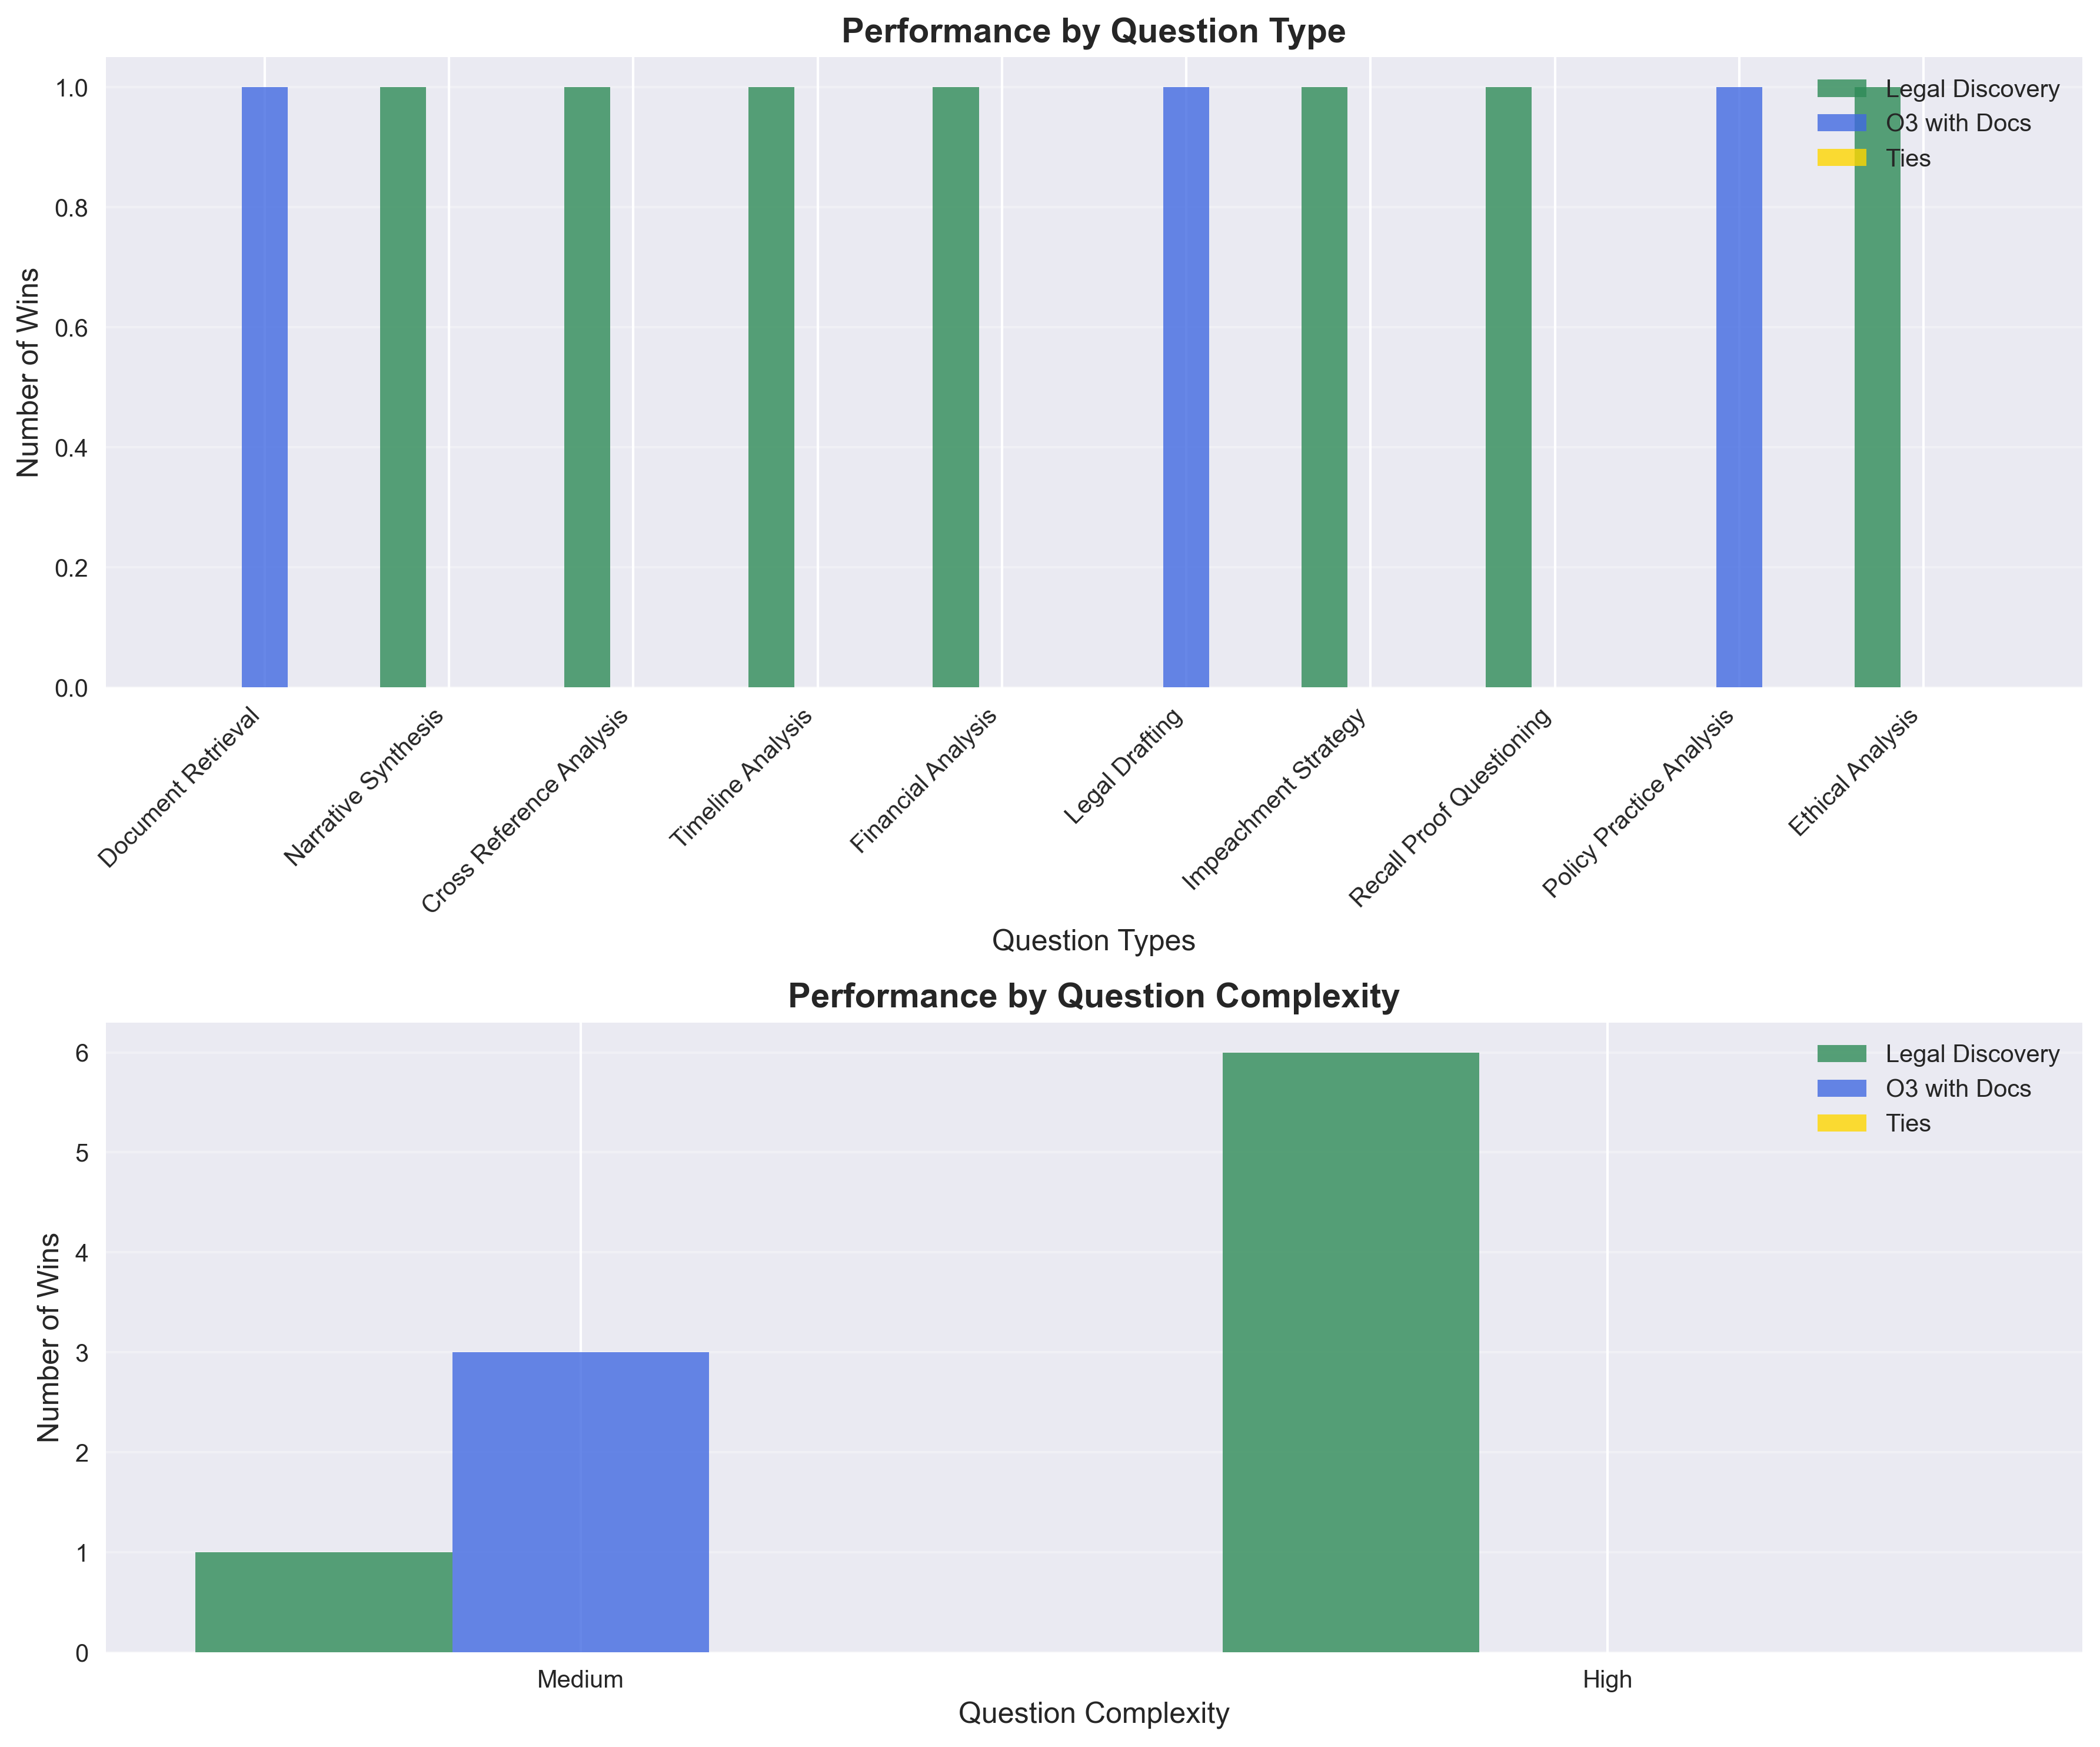 Performance by Question Type
Number of Wins
1.0
0.8
0.6
0.4
0.2
0.0
Legal Discovery
O3 with Docs
Ties
Document Retrieval
Narrative Synthesis
Cross Reference Analysis
Timeline Analysis
Financial Analysis
Legal Drafting
Impeachment Strategy
Recall Proof Questioning
Policy Practice Analysis
Ethical Analysis
Question Types
Performance by Question Complexity
Number of Wins
6
5
4
3
2
1
0
Legal Discovery
O3 with Docs
Ties
Medium
High
Question Complexity